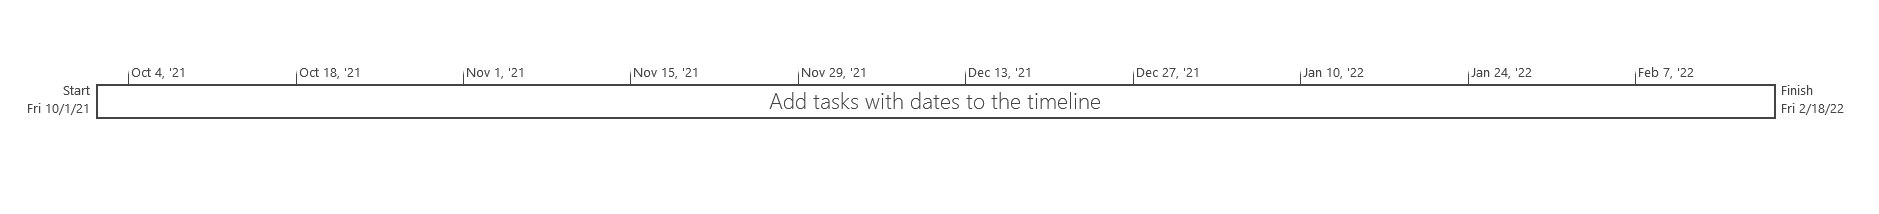 Oct 4, '21
Oct 18, '21
Nov 1, '21
Nov 15, '21
Nov 29, '21
Dec 13, '21
Dec 27, '21
Jan 10, '22
Jan 24, '22
Feb 7, '22
Start
Fri 10/1/21
Add tasks with dates to the timeline
Finish
Fri 2/18/22